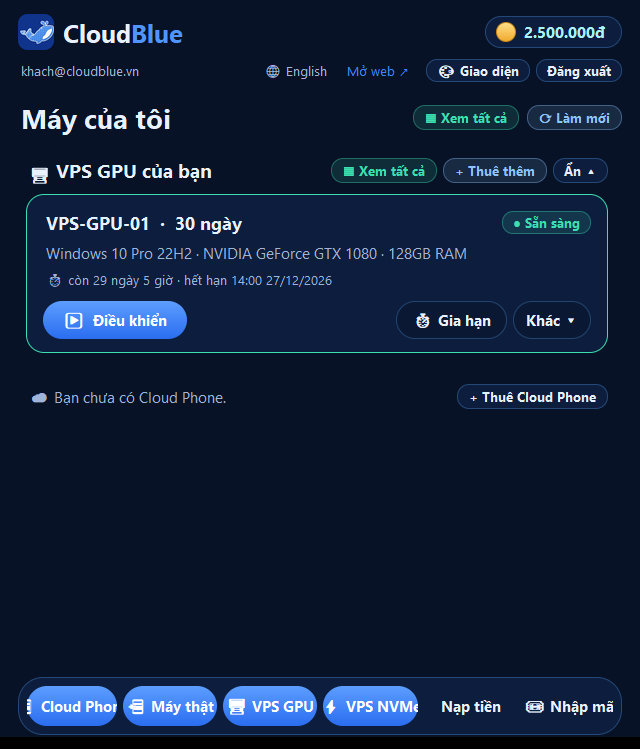 CloudBlue 2.500.000đ
khach@cloudblue.vn English Mở web ↗ Giao diện Đăng xuất
Máy của tôi Xem tất cả Làm mới
VPS GPU của bạn Xem tất cả + Thuê thêm Ẩn ▲
VPS-GPU-01 · 30 ngày ● Sẵn sàng
Windows 10 Pro 22H2 · NVIDIA GeForce GTX 1080 · 128GB RAM
còn 29 ngày 5 giờ · hết hạn 14:00 27/12/2026
Điều khiển Gia hạn Khác ▼
Bạn chưa có Cloud Phone. + Thuê Cloud Phone
Cloud Phon Máy thật VPS GPU VPS NVMe Nạp tiền Nhập mã